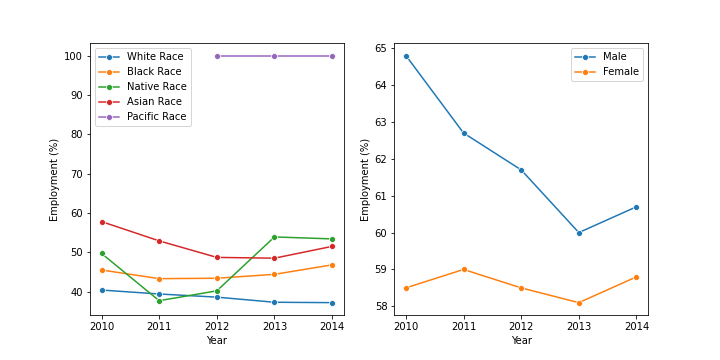 White Race
Black Race
Native Race
Asian Race
Pacific Race
100
90
80
70
60
50
40
Employment (%)
2010 2011 2012 2013 2014
Year
Male
Female
65
64
63
62
61
60
59
58
Employment (%)
2010 2011 2012 2013 2014
Year